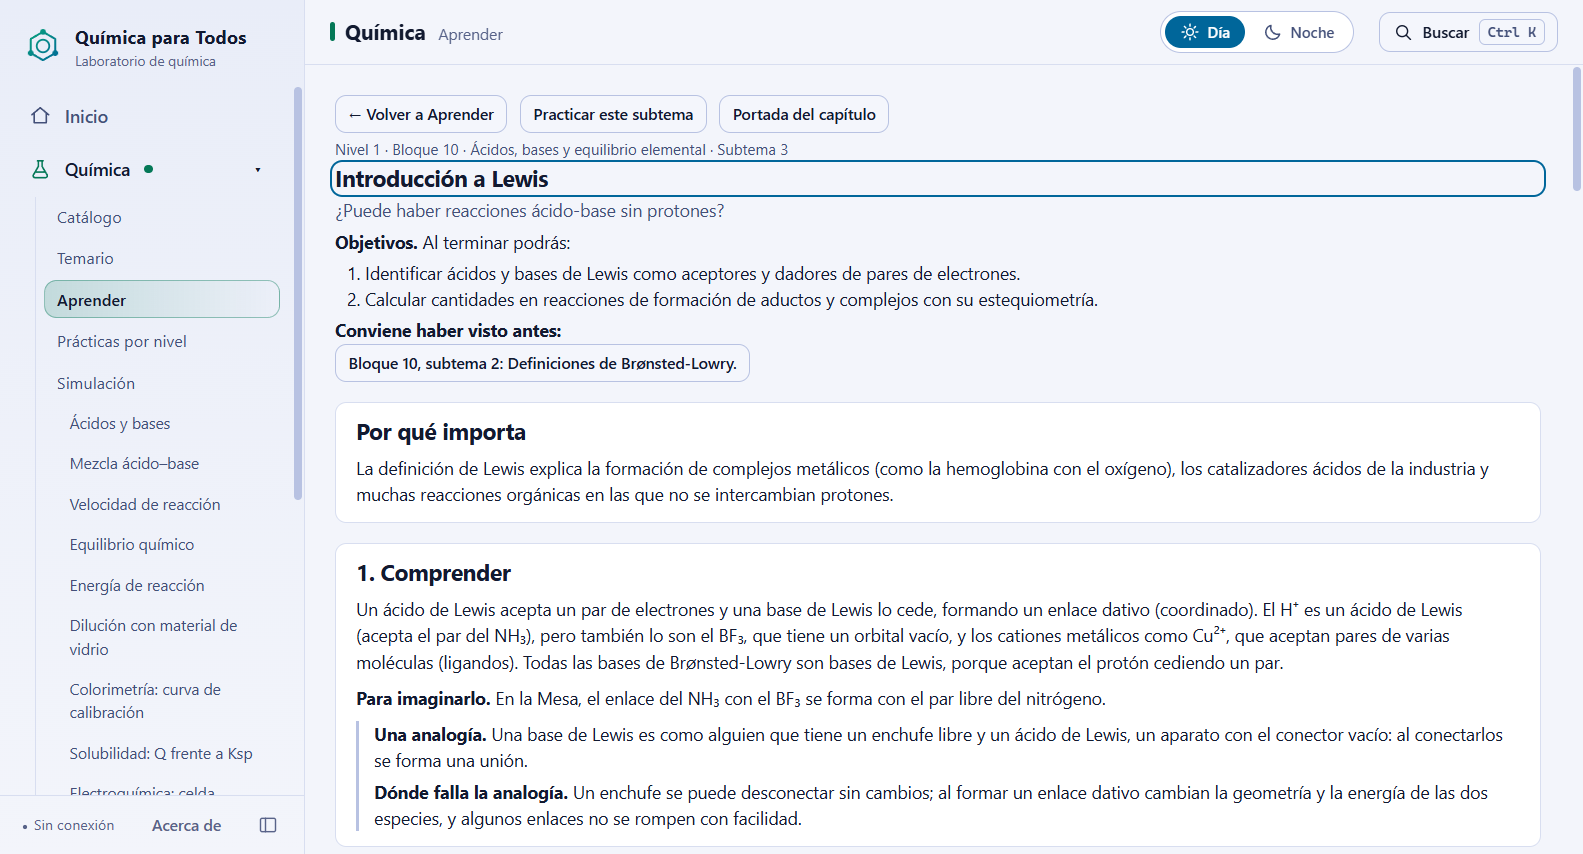 Química para Todos
Laboratorio de química
Inicio
Química
Catálogo
Temario
Aprender
Prácticas por nivel
Simulación
Ácidos y bases
Mezcla ácido–base
Velocidad de reacción
Equilibrio químico
Energía de reacción
Dilución con material de
vidrio
Colorimetría: curva de
calibración
Solubilidad: Q frente a Ksp
Electroquímica: celda
Sin conexión
Acerca de
Química Aprender
Día
Noche
Buscar Ctrl K
← Volver a Aprender
Practicar este subtema
Portada del capítulo
Nivel 1 · Bloque 10 · Ácidos, bases y equilibrio elemental · Subtema 3
Introducción a Lewis
¿Puede haber reacciones ácido-base sin protones?
Objetivos. Al terminar podrás:
1. Identificar ácidos y bases de Lewis como aceptores y dadores de pares de electrones.
2. Calcular cantidades en reacciones de formación de aductos y complejos con su estequiometría.
Conviene haber visto antes:
Bloque 10, subtema 2: Definiciones de Brønsted-Lowry.
Por qué importa
La definición de Lewis explica la formación de complejos metálicos (como la hemoglobina con el oxígeno), los catalizadores ácidos de la industria y
muchas reacciones orgánicas en las que no se intercambian protones.
1. Comprender
Un ácido de Lewis acepta un par de electrones y una base de Lewis lo cede, formando un enlace dativo (coordinado). El H⁺ es un ácido de Lewis
(acepta el par del NH₃), pero también lo son el BF₃, que tiene un orbital vacío, y los cationes metálicos como Cu²⁺, que aceptan pares de varias
moléculas (ligandos). Todas las bases de Brønsted-Lowry son bases de Lewis, porque aceptan el protón cediendo un par.
Para imaginarlo. En la Mesa, el enlace del NH₃ con el BF₃ se forma con el par libre del nitrógeno.
Una analogía. Una base de Lewis es como alguien que tiene un enchufe libre y un ácido de Lewis, un aparato con el conector vacío: al conectarlos
se forma una unión.
Dónde falla la analogía. Un enchufe se puede desconectar sin cambios; al formar un enlace dativo cambian la geometría y la energía de las dos
especies, y algunos enlaces no se rompen con facilidad.